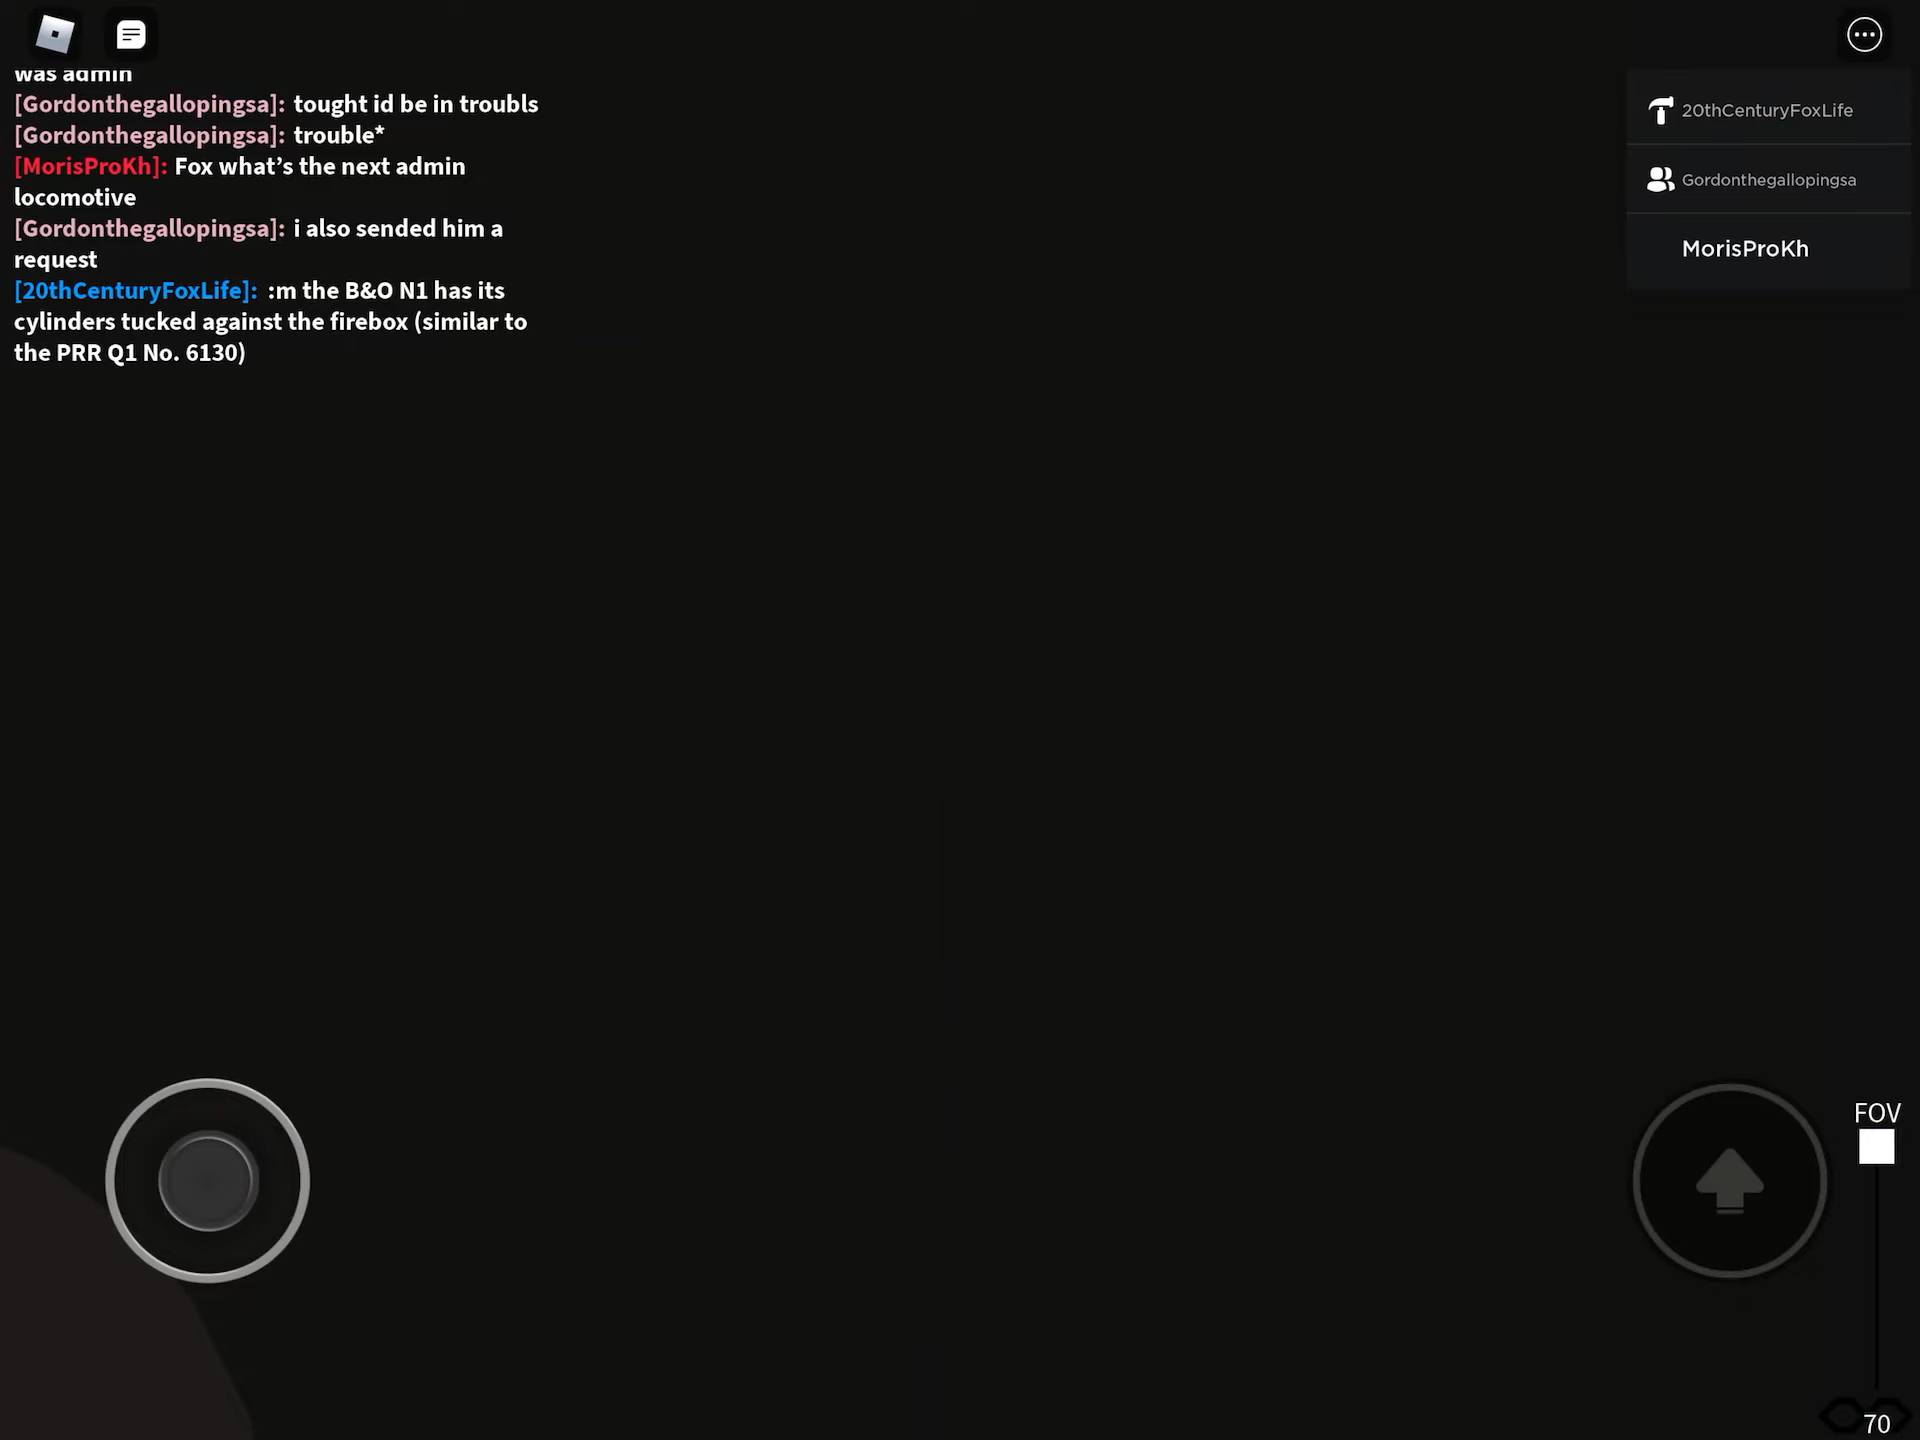 was admin
[Gordonthegallopingsa]: tought id be in troubls
[Gordonthegallopingsa]: trouble*
[MorisProKh]: Fox what’s the next admin
locomotive
[Gordonthegallopingsa]: i also sended him a
request
[20thCenturyFoxLife]: :m the B&O N1 has its
cylinders tucked against the firebox (similar to
the PRR Q1 No. 6130)
20thCenturyFoxLife
Gordonthegallopingsa
MorisProKh
FOV
70